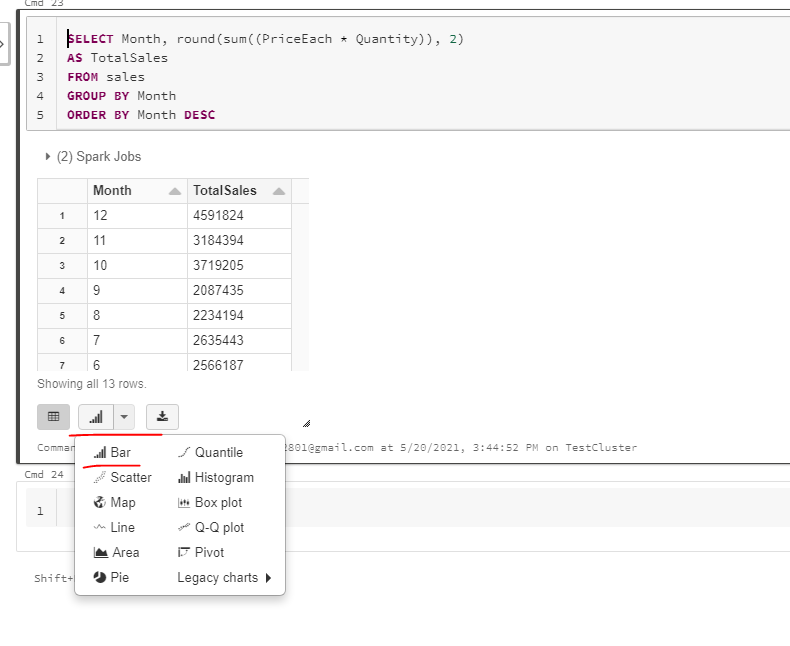 Cmd 23
1 SELECT Month, round(sum((PriceEach * Quantity)), 2)
2 AS TotalSales
3 FROM sales
4 GROUP BY Month
5 ORDER BY Month DESC
(2) Spark Jobs
Month TotalSales
1 12 4591824
2 11 3184394
3 10 3719205
4 9 2087435
5 8 2234194
6 7 2635443
7 6 2566187
Showing all 13 rows.
2801@gmail.com at 5/20/2021, 3:44:52 PM on TestCluster
Bar Quantile
Cmd 24
Scatter Histogram
Map Box plot
1
Line Q-Q plot
Area Pivot
Shift+
Pie Legacy charts